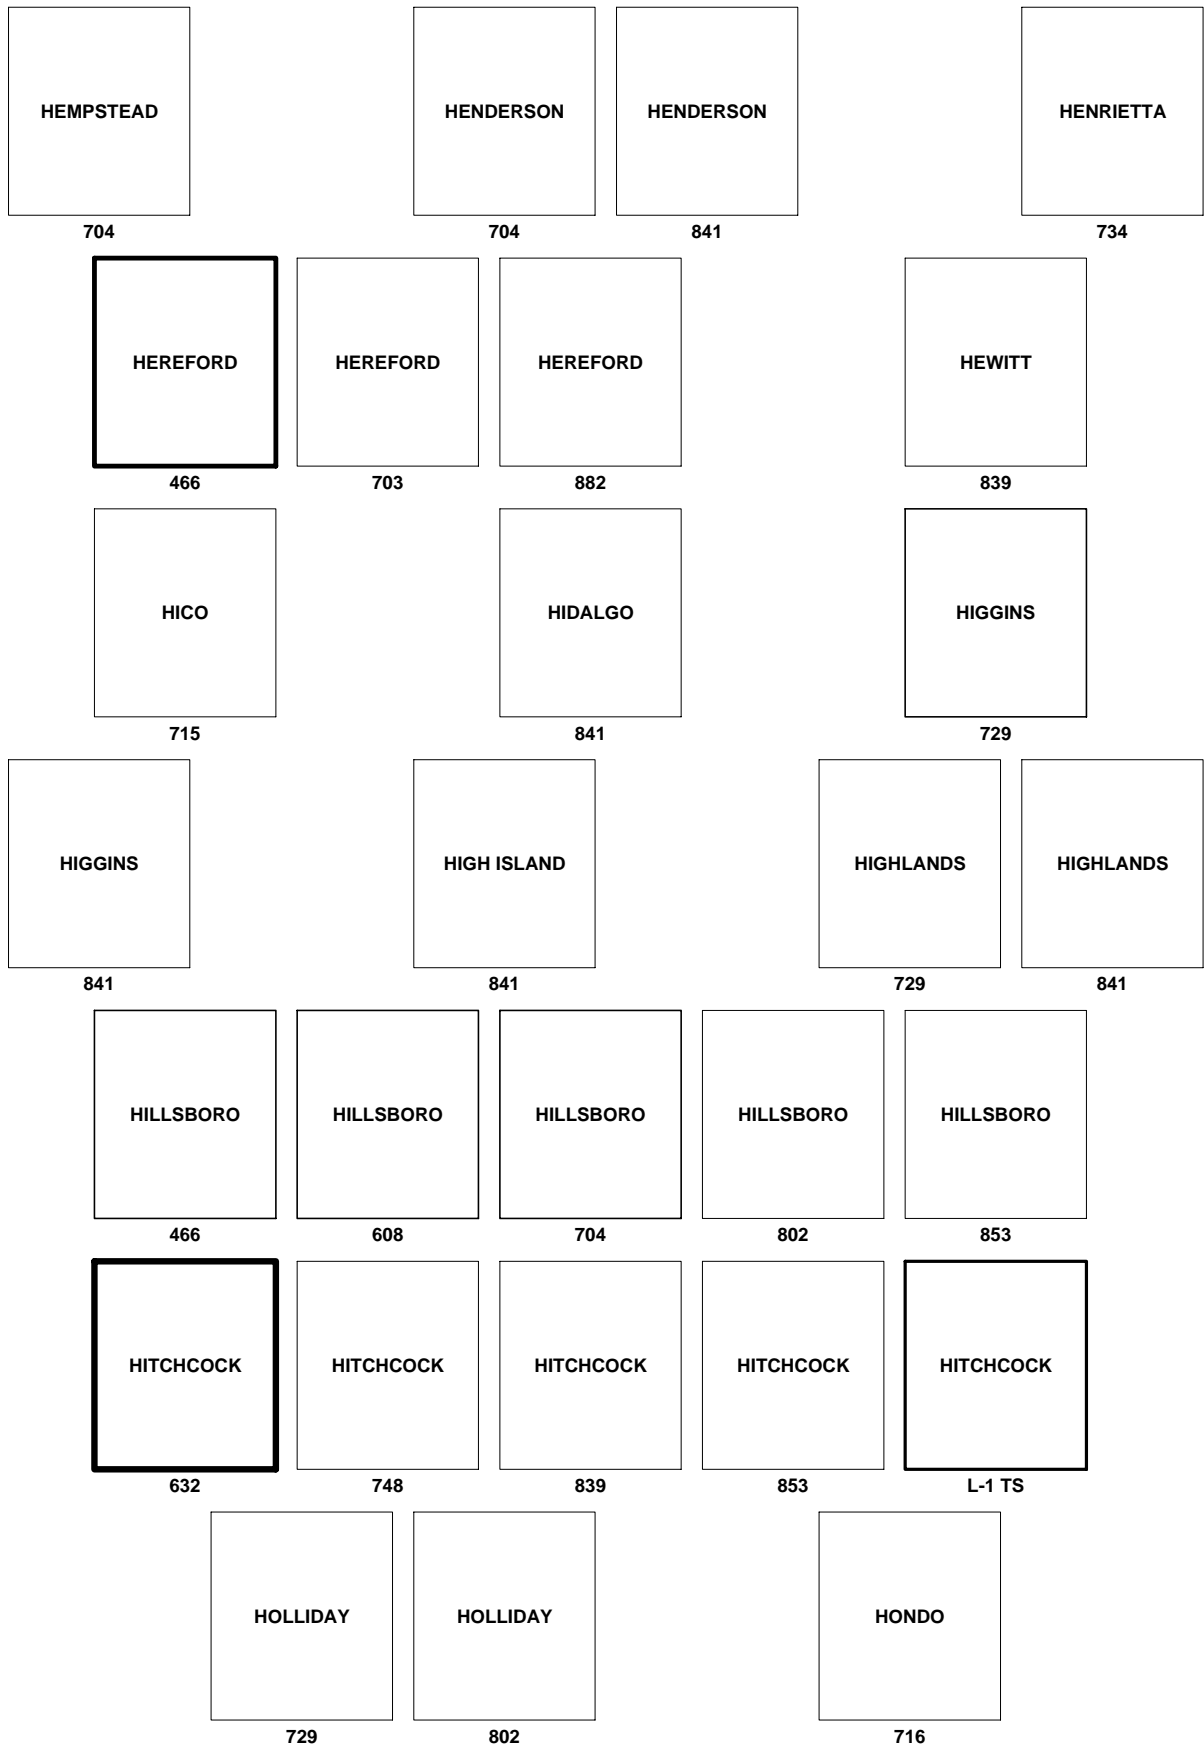 HEMPSTEAD HENDERSON HENDERSON HENRIETTA
704 704 841 734
HEREFORD HEREFORD HEREFORD HEWITT
466 703 882 839
HICO HIDALGO HIGGINS
715 841 729
HIGGINS HIGH ISLAND HIGHLANDS HIGHLANDS
841 841 729 841
HILLSBORO HILLSBORO HILLSBORO HILLSBORO HILLSBORO
466 608 704 802 853
HITCHCOCK HITCHCOCK HITCHCOCK HITCHCOCK HITCHCOCK
632 748 839 853 L-1 TS
HOLLIDAY HOLLIDAY HONDO
729 802 716